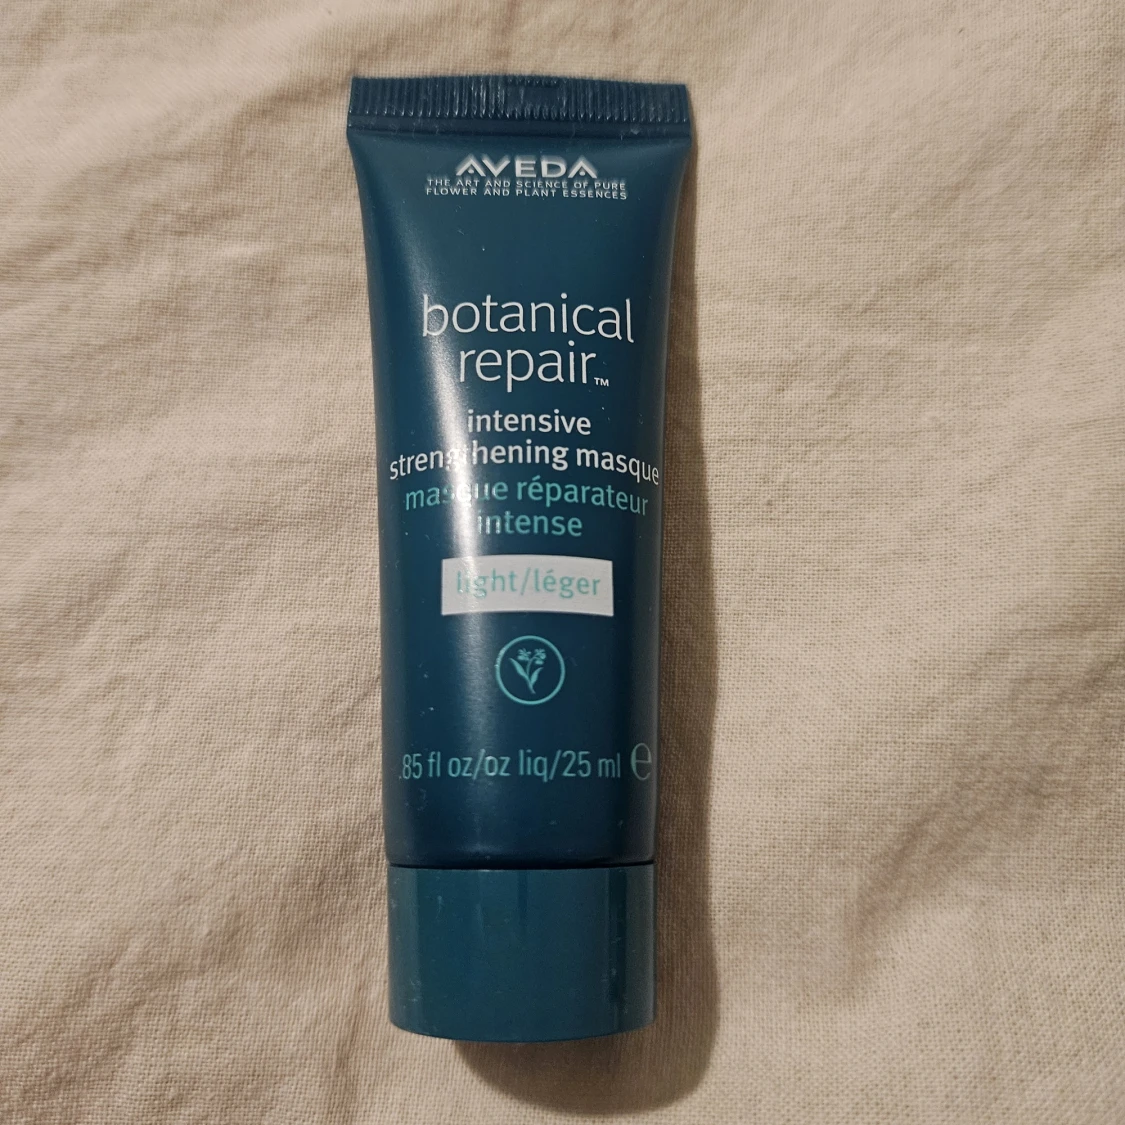 AVEDA
THE ART AND SCIENCE OF PURE
FLOWER AND PLANT ESSENCES
botanical
repair™
intensive
strengthening masque
masque réparateur
intense
light/léger
.85 fl oz/oz liq/25 ml ℮